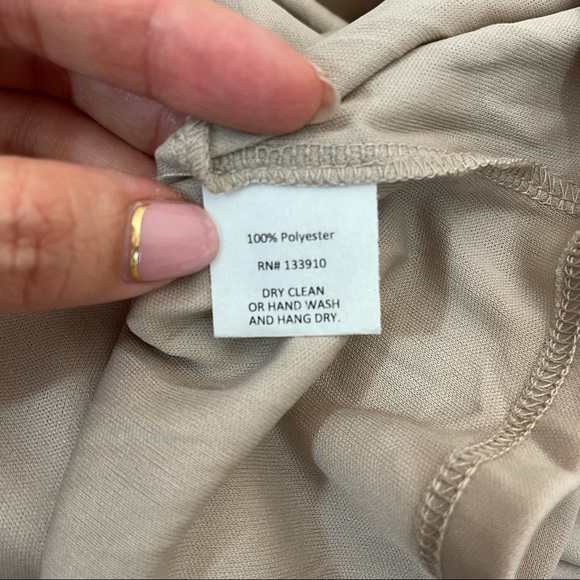 100% Polyester
RN# 133910
DRY CLEAN
OR HAND WASH
AND HANG DRY.